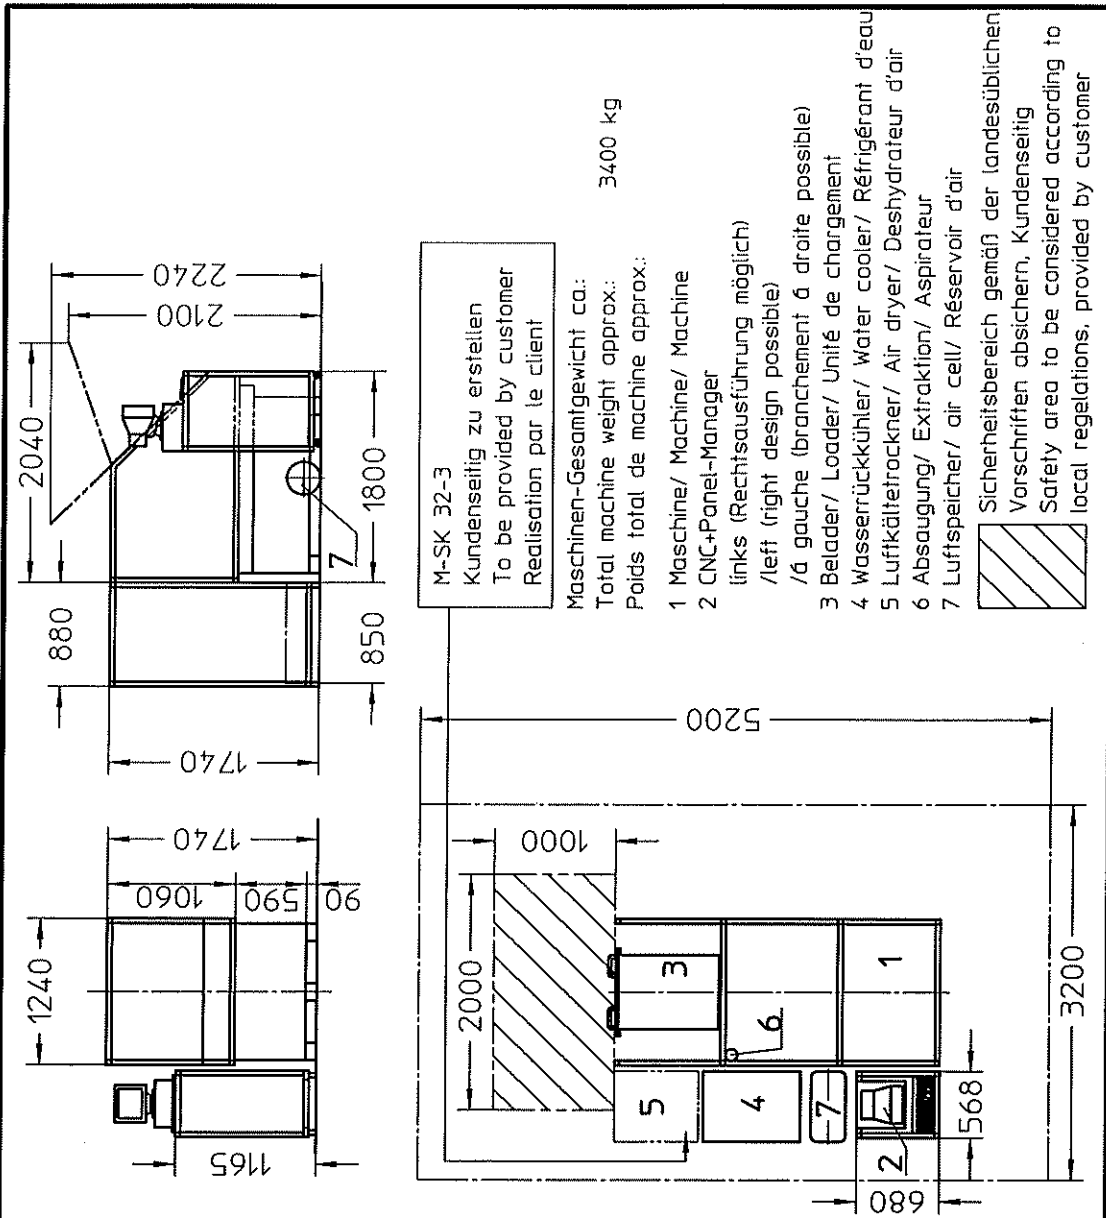 2040
880
2240
2100
1740
7
1800
850
1240
1740
1060
590
90
1165
M-SK 32-3
Kundenseitig zu erstellen
To be provided by customer
Realisation par le client
Maschinen-Gesamtgewicht ca.:
Total machine weight approx.: 3400 kg
Poids total de machine approx.:
1 Maschine/ Machine/ Machine
2 CNC+Panel-Manager
links (Rechtsausführung möglich)
/left (right design possible)
/á gauche (branchement á droite possible)
3 Belader/ Loader/ Unité de chargement
4 Wasserrückkühler/ Water cooler/ Réfrigérant d'eau
5 Luftkältetrockner/ Air dryer/ Deshydrateur d'air
6 Absaugung/ Extraktion/ Aspirateur
7 Luftspeicher/ air cell/ Réservoir d'air
Sicherheitsbereich gemäß der landesüblichen
Vorschriften absichern, Kundenseitig
Safety area to be considered according to
local regelations, provided by customer
5200
2000
1000
3
6
1
5
4
7
2
568
680
3200